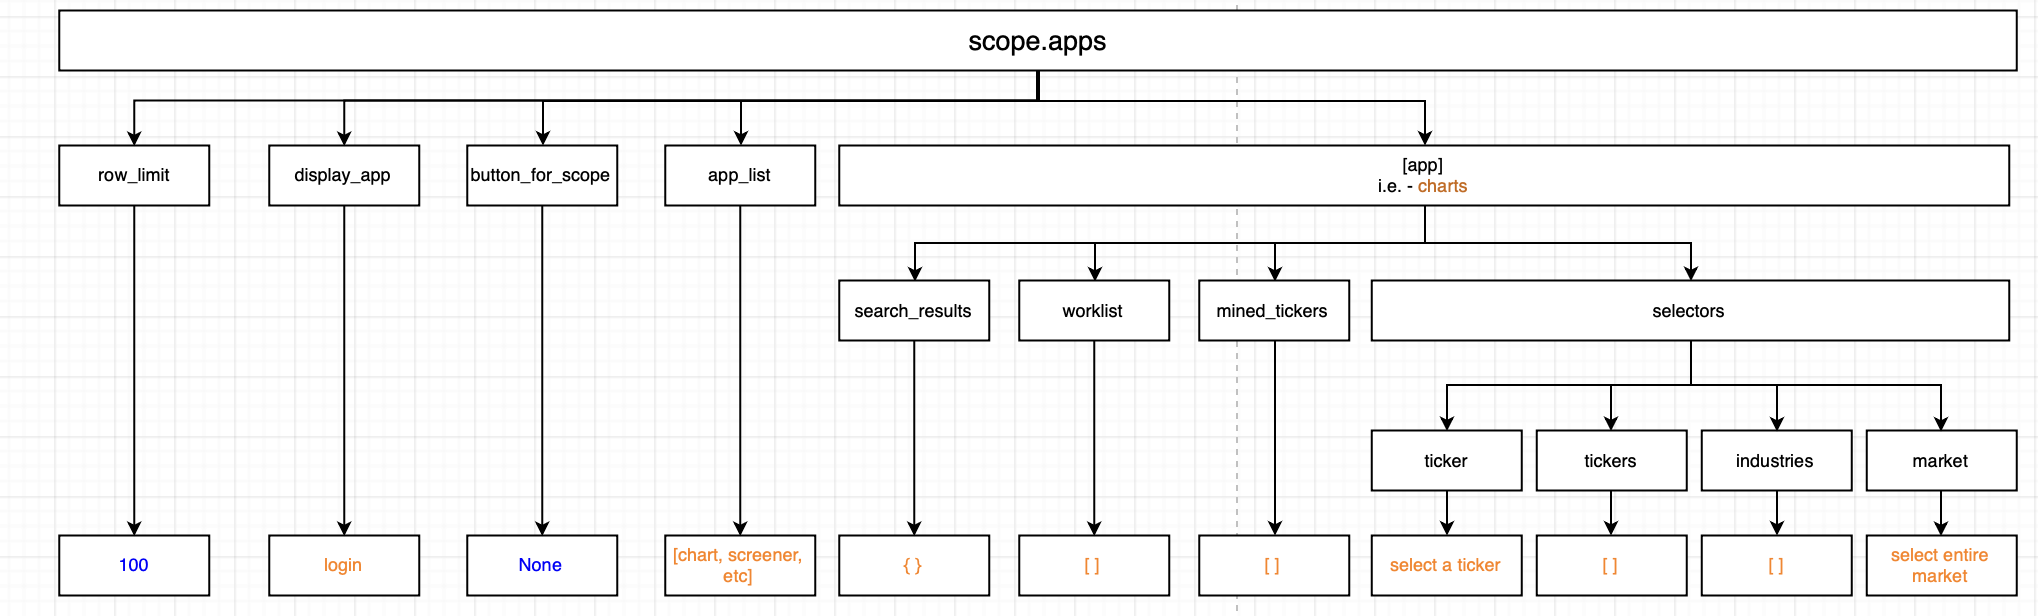 scope.apps
row_limit
display_app
button_for_scope
app_list
[app]
i.e. - charts
search_results
worklist
mined_tickers
selectors
ticker
tickers
industries
market
100
login
None
[chart, screener,
etc]
{ }
[ ]
[ ]
select a ticker
[ ]
[ ]
select entire
market